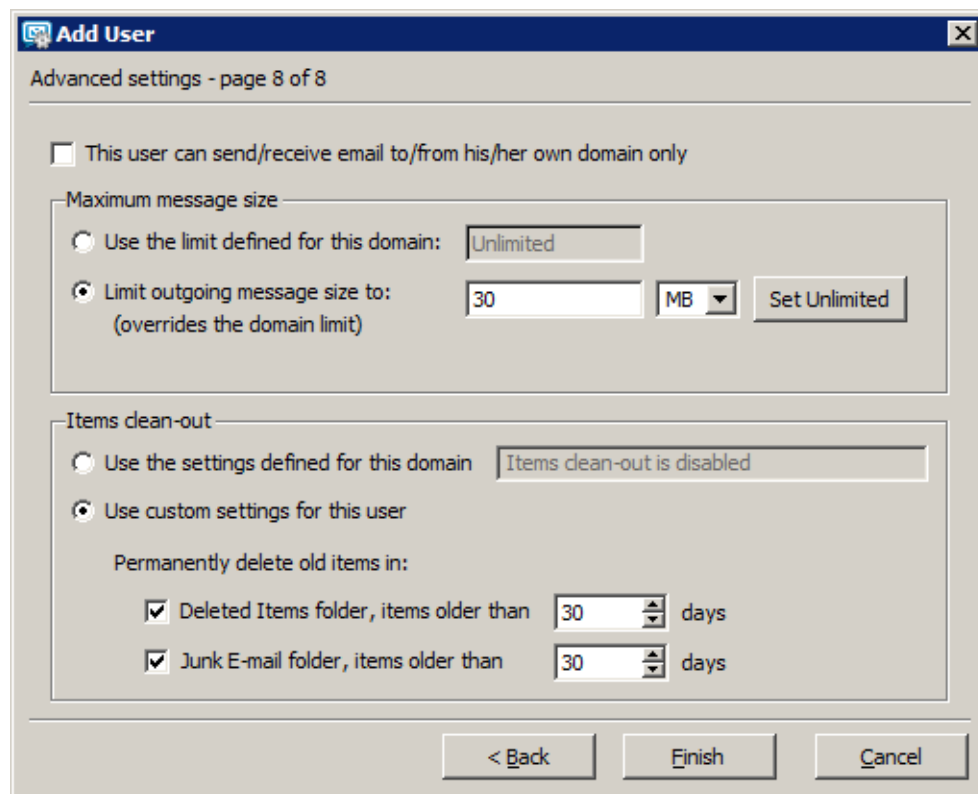 Add User
Advanced settings - page 8 of 8
This user can send/receive email to/from his/her own domain only
Maximum message size
Use the limit defined for this domain: Unlimited
Limit outgoing message size to: 30 MB Set Unlimited
(overrides the domain limit)
Items clean-out
Use the settings defined for this domain Items clean-out is disabled
Use custom settings for this user
Permanently delete old items in:
Deleted Items folder, items older than 30 days
Junk E-mail folder, items older than 30 days
< Back Finish Cancel